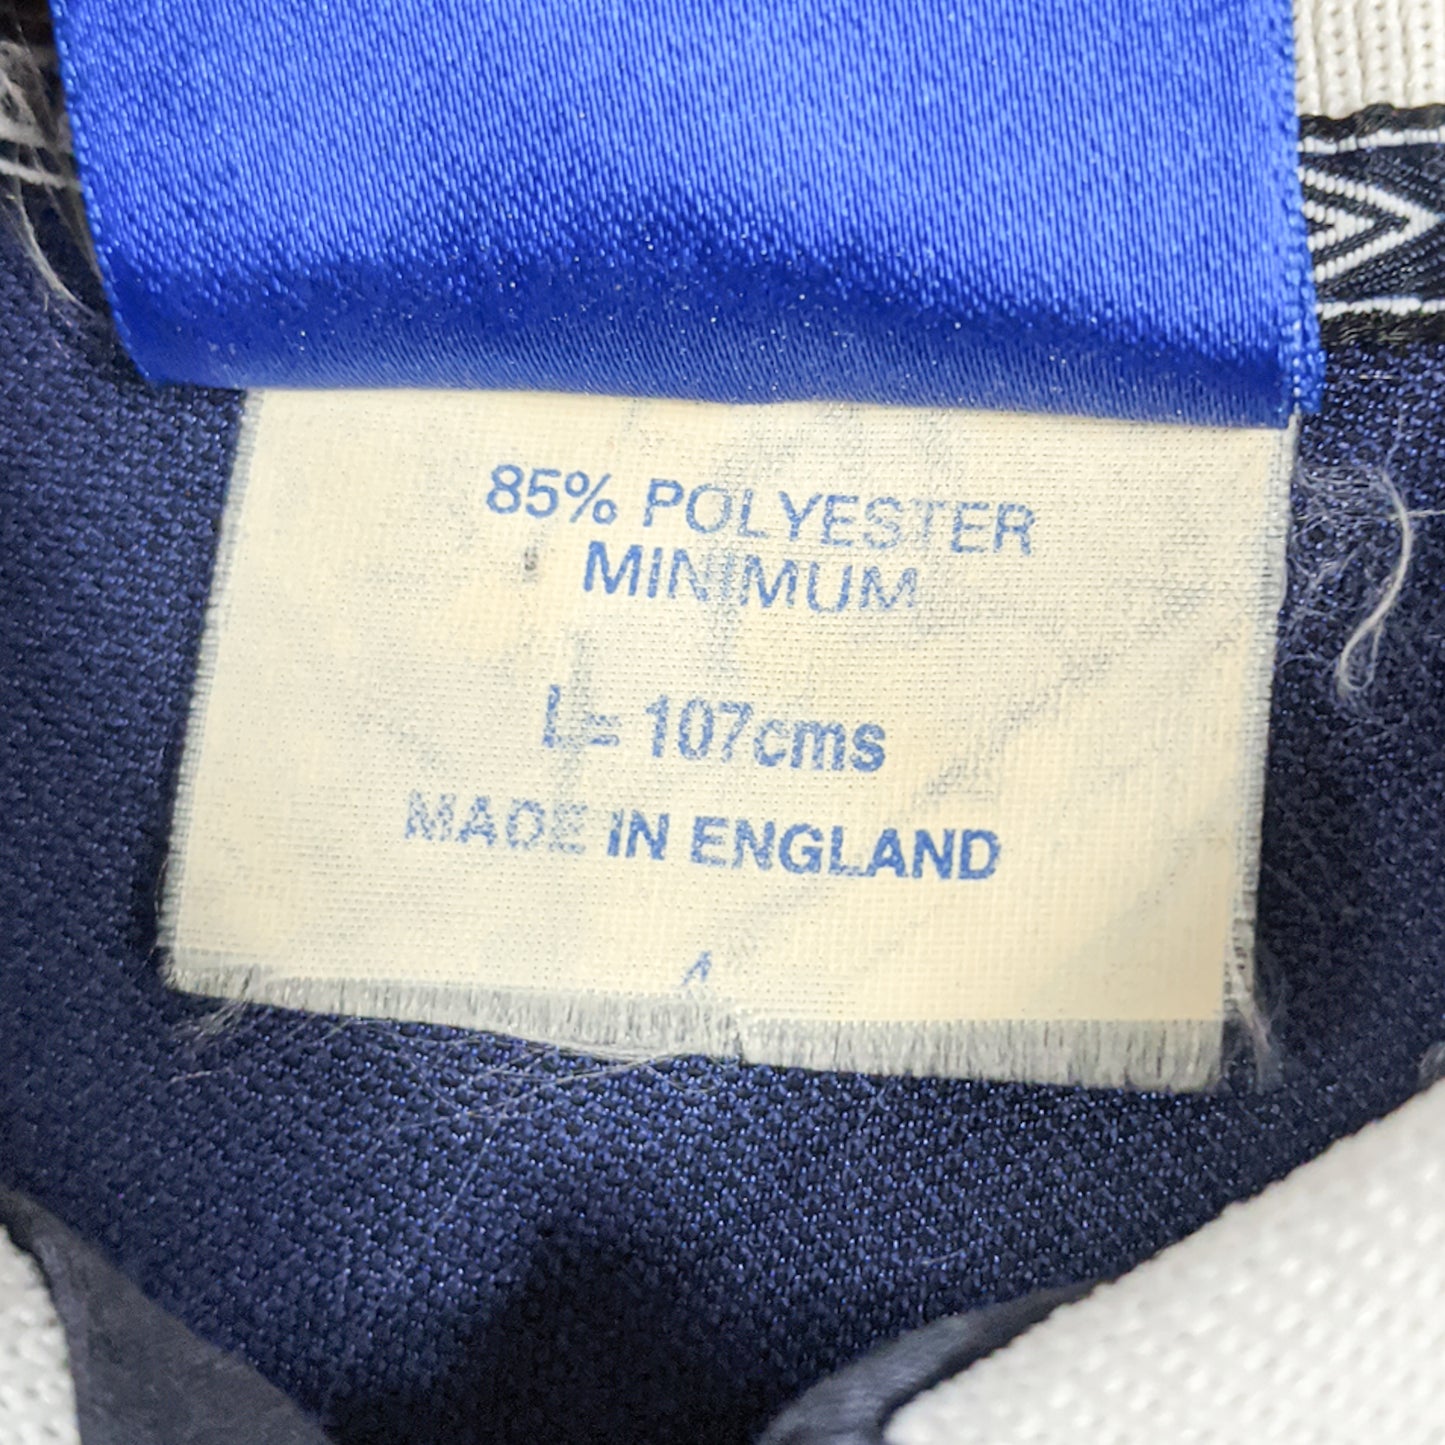 85% POLYESTER
MINIMUM
L= 107cms
MADE IN ENGLAND